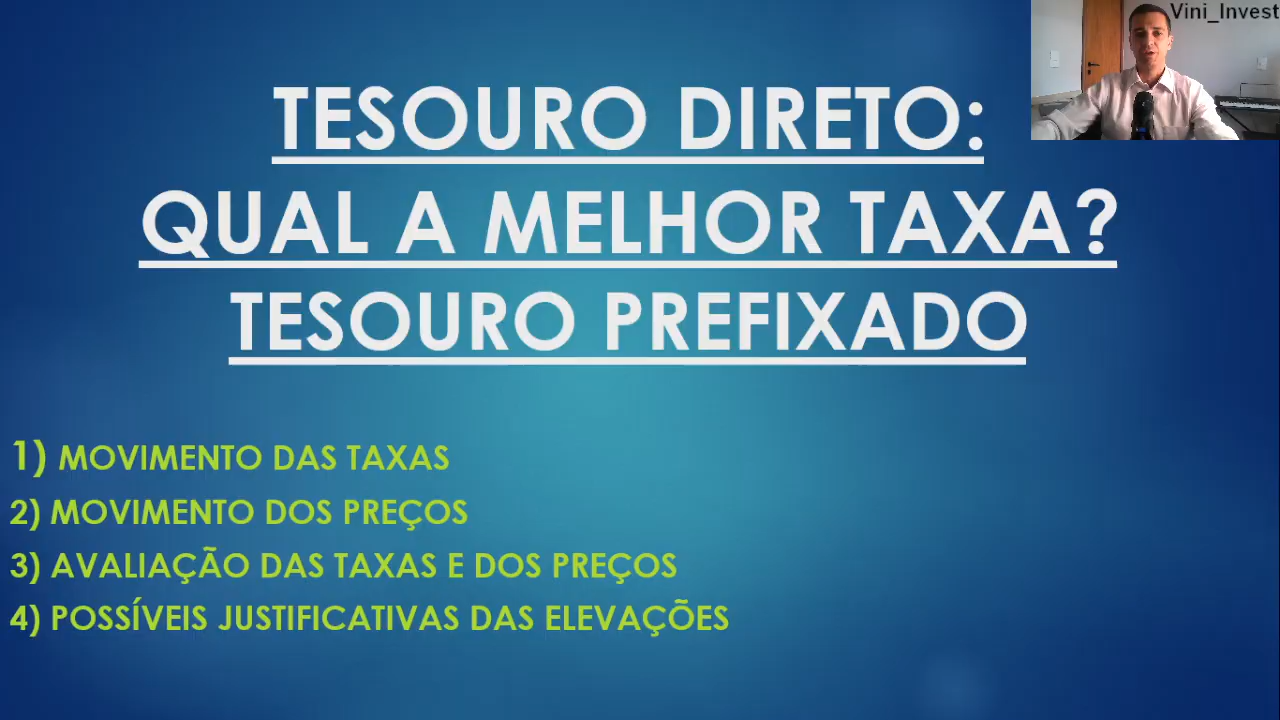 Vini_Invest
TESOURO DIRETO:
QUAL A MELHOR TAXA?
TESOURO PREFIXADO
1) MOVIMENTO DAS TAXAS
2) MOVIMENTO DOS PREÇOS
3) AVALIAÇÃO DAS TAXAS E DOS PREÇOS
4) POSSÍVEIS JUSTIFICATIVAS DAS ELEVAÇÕES